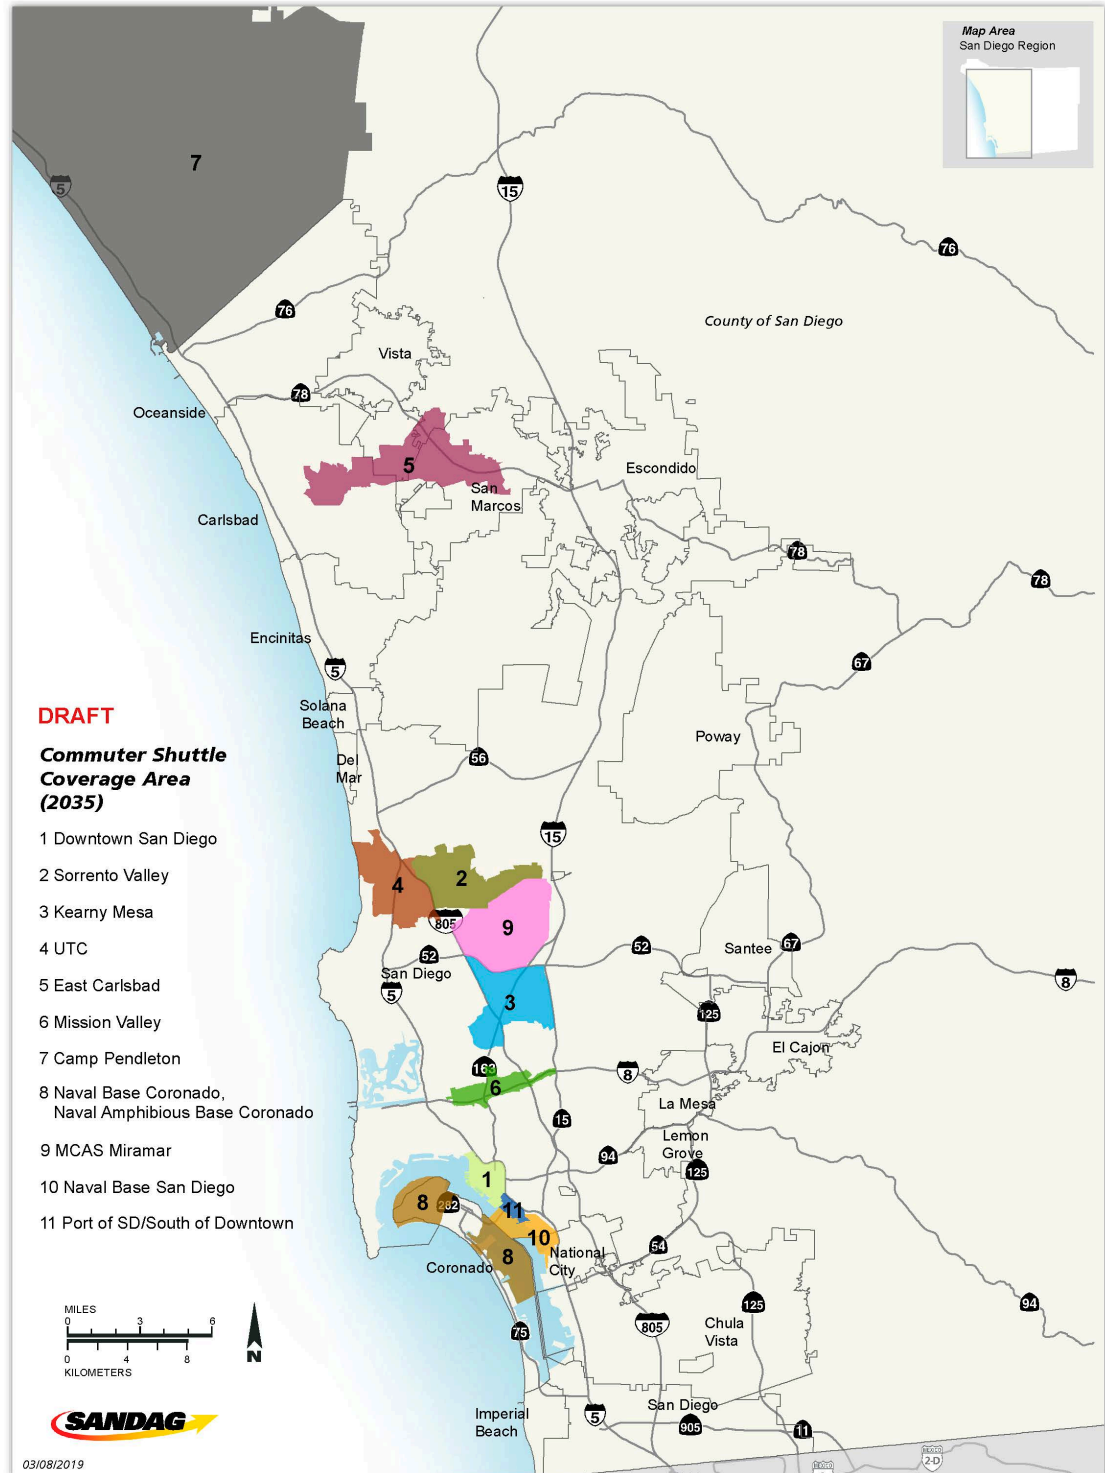 Map Area
San Diego Region
7
5
15
76
76
County of San Diego
Vista
78
Oceanside
5
Escondido
San
Marcos
Carlsbad
78
78
Encinitas
67
5
Solana
Beach
DRAFT
Poway
Commuter Shuttle
Coverage Area
(2035)
56
Del
Mar
15
1 Downtown San Diego
2 Sorrento Valley
3 Kearny Mesa
4 UTC
5 East Carlsbad
6 Mission Valley
7 Camp Pendleton
8 Naval Base Coronado,
Naval Amphibious Base Coronado
9 MCAS Miramar
10 Naval Base San Diego
11 Port of SD/South of Downtown
4
2
805
9
52
52
Santee
67
San Diego
5
8
3
125
El Cajon
163
6
8
La Mesa
15
Lemon
Grove
94
125
1
8
282
11
10
54
National
City
8
Coronado
125
94
75
805
Chula
Vista
MILES
0 3 6
0 4 8
KILOMETERS
N
SANDAG
San Diego
Imperial
Beach
5
905
11
MEXICO
2-D
MEXICO
03/08/2019